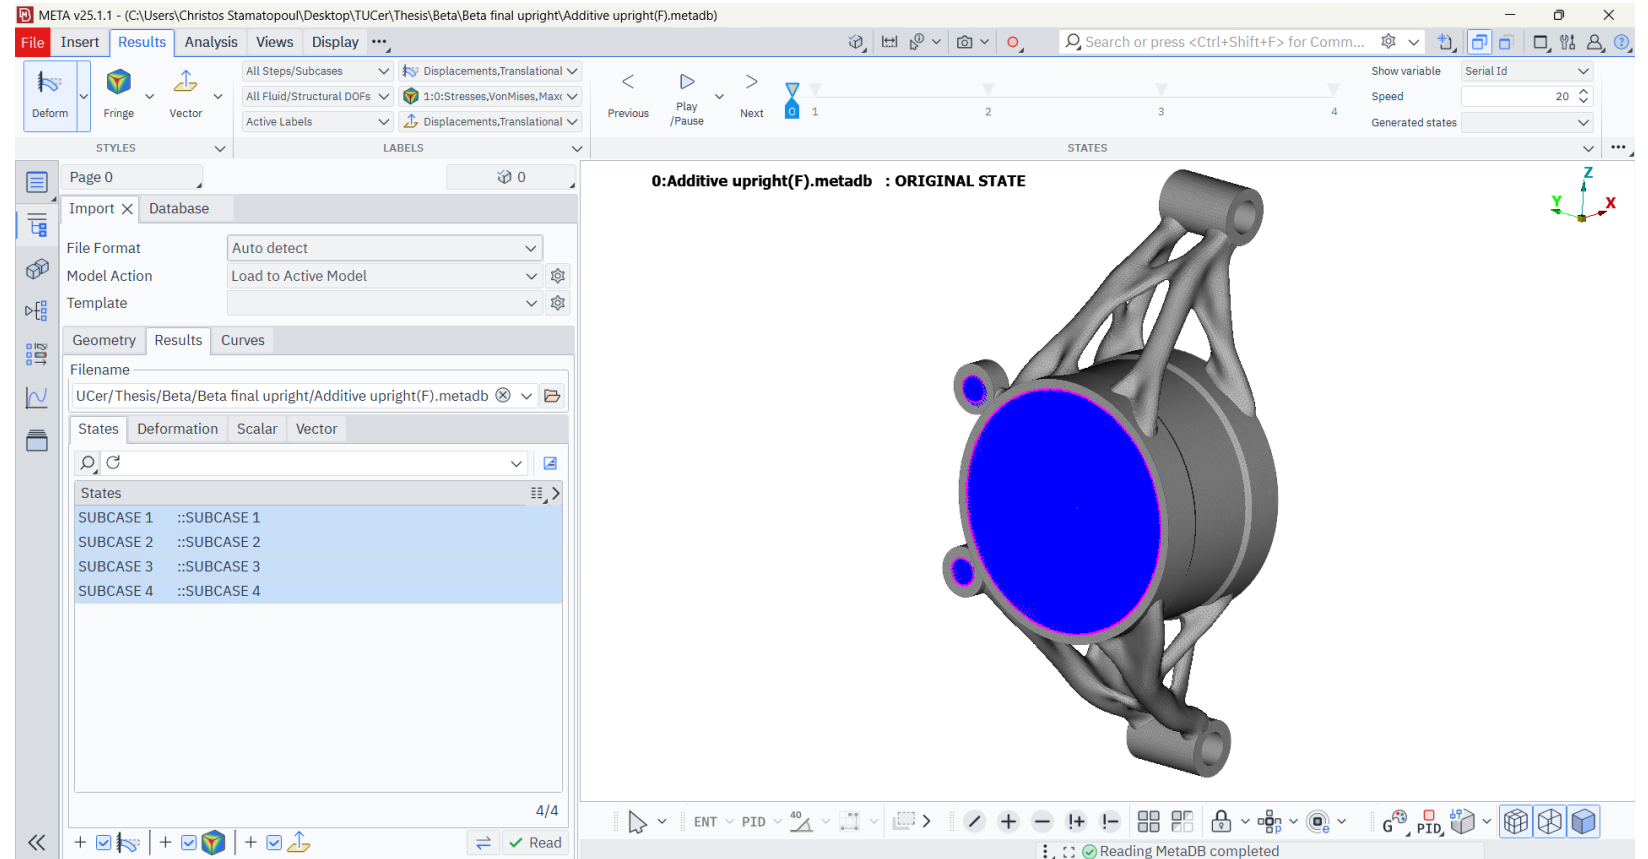 META v25.1.1 - (C:\Users\Christos Stamatopoul\Desktop\TUCer\Thesis\Beta\Beta final upright\Additive upright(F).metadb)
File Insert Results Analysis Views Display
Search or press <Ctrl+Shift+F> for Comm...
All Steps/Subcases Displacements,Translational
All Fluid/Structural DOFs 1:0:Stresses,VonMises,Max
Active Labels Displacements,Translational
Deform Fringe Vector
STYLES LABELS
Previous Play /Pause Next
0 1 2 3 4
STATES
Show variable Serial Id
Speed 20
Generated states
Page 0 0
Import Database
File Format Auto detect
Model Action Load to Active Model
Template
Geometry Results Curves
Filename
UCer/Thesis/Beta/Beta final upright/Additive upright(F).metadb
States Deformation Scalar Vector
States
SUBCASE 1 ::SUBCASE 1
SUBCASE 2 ::SUBCASE 2
SUBCASE 3 ::SUBCASE 3
SUBCASE 4 ::SUBCASE 4
4/4
Read
0:Additive upright(F).metadb : ORIGINAL STATE
Z
Y X
ENT PID 40 G PID
Reading MetaDB completed